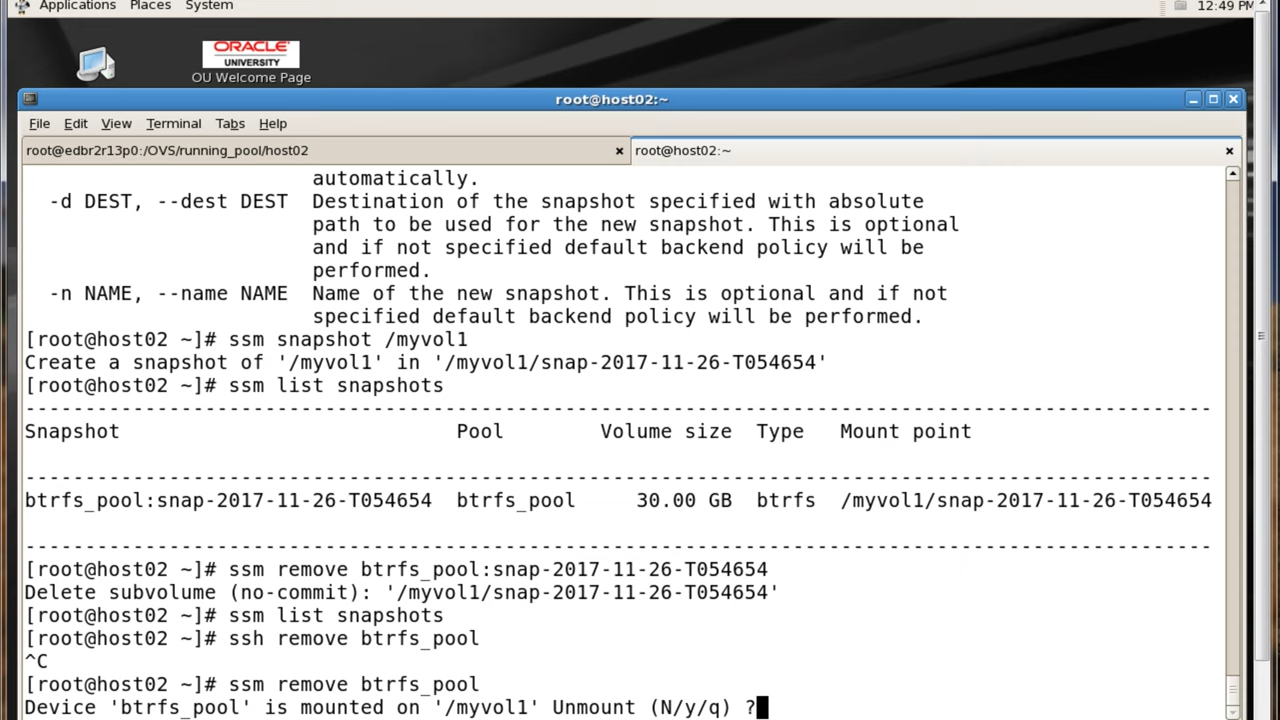 Applications Places System 12:49 PM
ORACLE
UNIVERSITY
OU Welcome Page
root@host02:~
File Edit View Terminal Tabs Help
root@edbr2r13p0:/OVS/running_pool/host02 root@host02:~
automatically.
-d DEST, --dest DEST Destination of the snapshot specified with absolute
path to be used for the new snapshot. This is optional
and if not specified default backend policy will be
performed.
-n NAME, --name NAME Name of the new snapshot. This is optional and if not
specified default backend policy will be performed.
[root@host02 ~]# ssm snapshot /myvol1
Create a snapshot of '/myvol1' in '/myvol1/snap-2017-11-26-T054654'
[root@host02 ~]# ssm list snapshots
---------------------------------------------------------------------------------------------------
Snapshot Pool Volume size Type Mount point
---------------------------------------------------------------------------------------------------
btrfs_pool:snap-2017-11-26-T054654 btrfs_pool 30.00 GB btrfs /myvol1/snap-2017-11-26-T054654
---------------------------------------------------------------------------------------------------
[root@host02 ~]# ssm remove btrfs_pool:snap-2017-11-26-T054654
Delete subvolume (no-commit): '/myvol1/snap-2017-11-26-T054654'
[root@host02 ~]# ssm list snapshots
[root@host02 ~]# ssh remove btrfs_pool
^C
[root@host02 ~]# ssm remove btrfs_pool
Device 'btrfs_pool' is mounted on '/myvol1' Unmount (N/y/q) ?